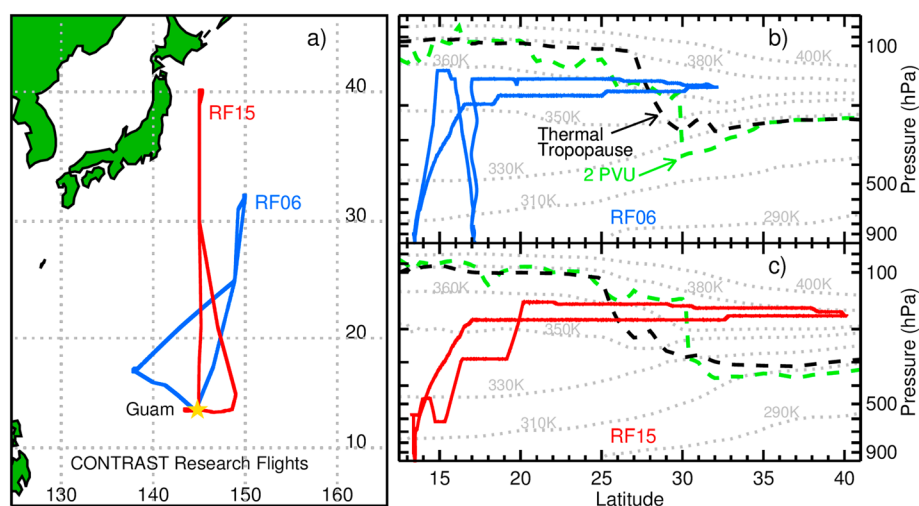 a)
RF15
RF06
Guam
CONTRAST Research Flights
40
30
20
10
130 140 150 160
b)
360K
380K
400K
350K
330K
310K
290K
Thermal
Tropopause
2 PVU
RF06
100
500
900
Pressure (hPa)
c)
360K
380K
400K
350K
330K
310K
290K
RF15
100
500
900
Pressure (hPa)
15 20 25 30 35 40
Latitude